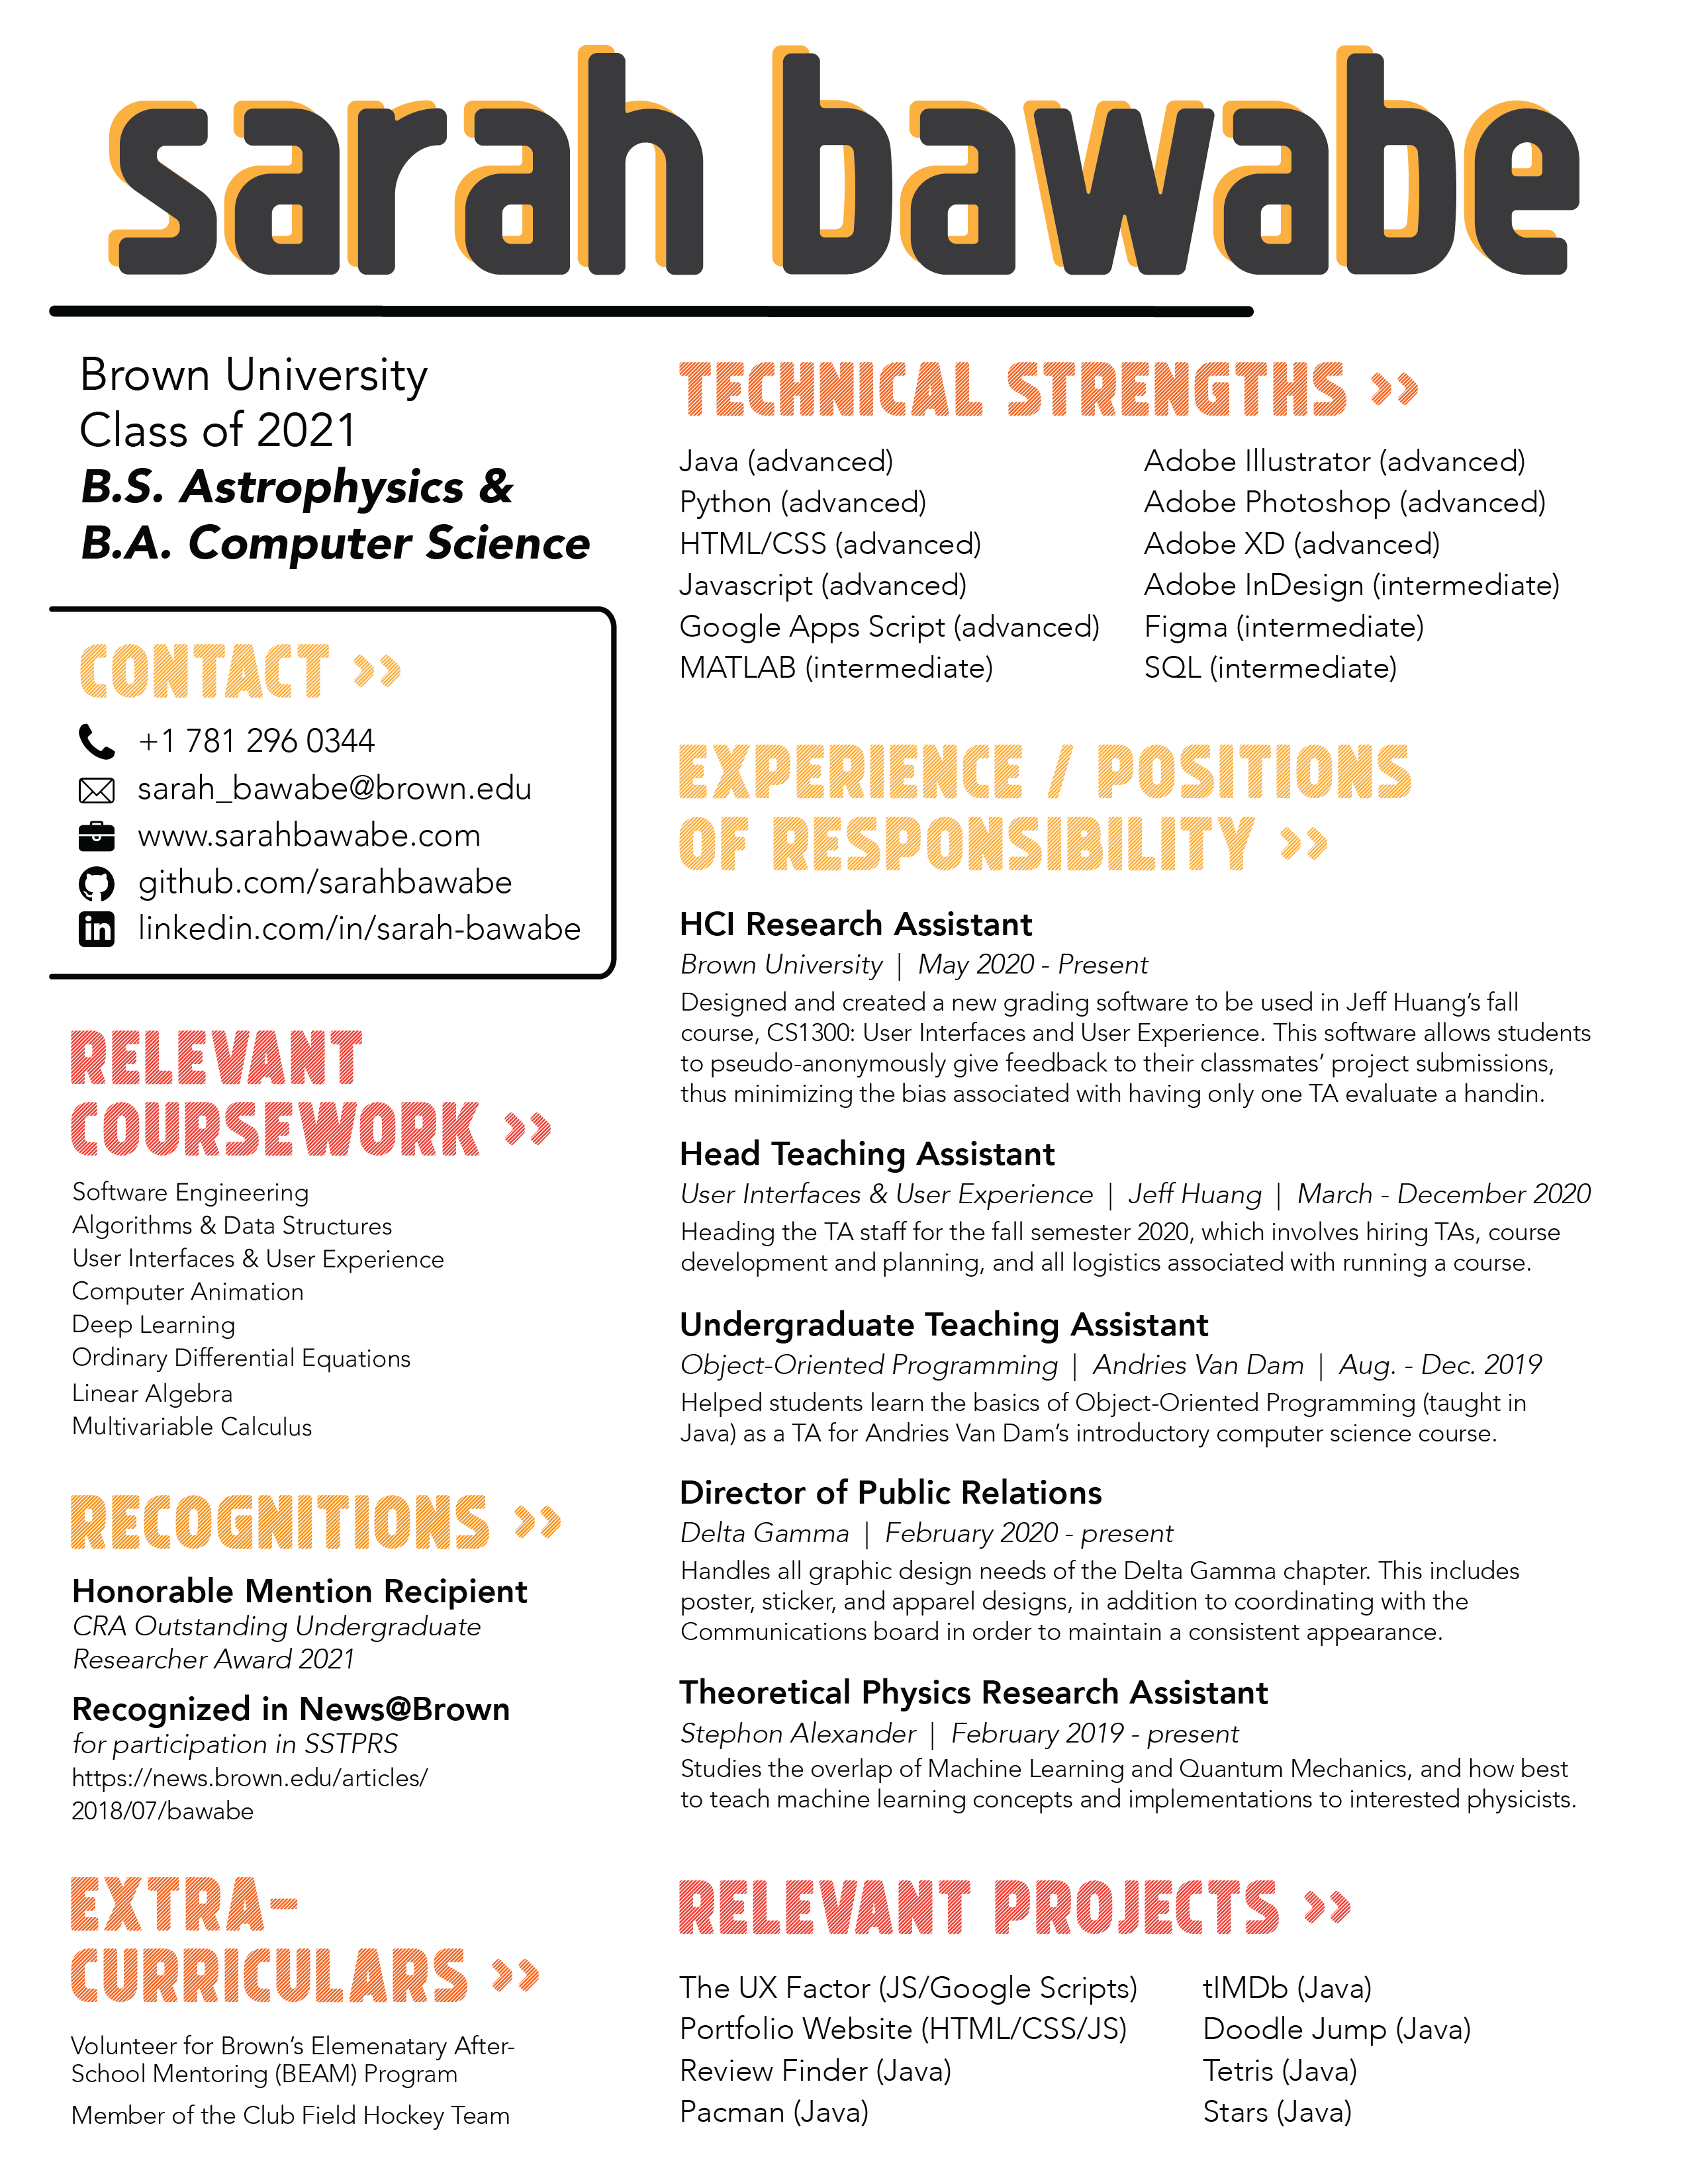 sarah bawabe
Brown University
Class of 2021
B.S. Astrophysics &
B.A. Computer Science
CONTACT >>
+1 781 296 0344
sarah_bawabe@brown.edu
www.sarahbawabe.com
github.com/sarahbawabe
linkedin.com/in/sarah-bawabe
RELEVANT
COURSEWORK >>
Software Engineering
Algorithms & Data Structures
User Interfaces & User Experience
Computer Animation
Deep Learning
Ordinary Differential Equations
Linear Algebra
Multivariable Calculus
RECOGNITIONS >>
Honorable Mention Recipient
CRA Outstanding Undergraduate
Researcher Award 2021
Recognized in News@Brown
for participation in SSTPRS
https://news.brown.edu/articles/
2018/07/bawabe
EXTRA-
CURRICULARS >>
Volunteer for Brown's Elemenatary After-
School Mentoring (BEAM) Program
Member of the Club Field Hockey Team
TECHNICAL STRENGTHS >>
Java (advanced)
Python (advanced)
HTML/CSS (advanced)
Javascript (advanced)
Google Apps Script (advanced)
MATLAB (intermediate)
Adobe Illustrator (advanced)
Adobe Photoshop (advanced)
Adobe XD (advanced)
Adobe InDesign (intermediate)
Figma (intermediate)
SQL (intermediate)
EXPERIENCE / POSITIONS
OF RESPONSIBILITY >>
HCI Research Assistant
Brown University | May 2020 - Present
Designed and created a new grading software to be used in Jeff Huang's fall
course, CS1300: User Interfaces and User Experience. This software allows students
to pseudo-anonymously give feedback to their classmates' project submissions,
thus minimizing the bias associated with having only one TA evaluate a handin.
Head Teaching Assistant
User Interfaces & User Experience | Jeff Huang | March - December 2020
Heading the TA staff for the fall semester 2020, which involves hiring TAs, course
development and planning, and all logistics associated with running a course.
Undergraduate Teaching Assistant
Object-Oriented Programming | Andries Van Dam | Aug. - Dec. 2019
Helped students learn the basics of Object-Oriented Programming (taught in
Java) as a TA for Andries Van Dam's introductory computer science course.
Director of Public Relations
Delta Gamma | February 2020 - present
Handles all graphic design needs of the Delta Gamma chapter. This includes
poster, sticker, and apparel designs, in addition to coordinating with the
Communications board in order to maintain a consistent appearance.
Theoretical Physics Research Assistant
Stephon Alexander | February 2019 - present
Studies the overlap of Machine Learning and Quantum Mechanics, and how best
to teach machine learning concepts and implementations to interested physicists.
RELEVANT PROJECTS >>
The UX Factor (JS/Google Scripts)
Portfolio Website (HTML/CSS/JS)
Review Finder (Java)
Pacman (Java)
tIMDb (Java)
Doodle Jump (Java)
Tetris (Java)
Stars (Java)